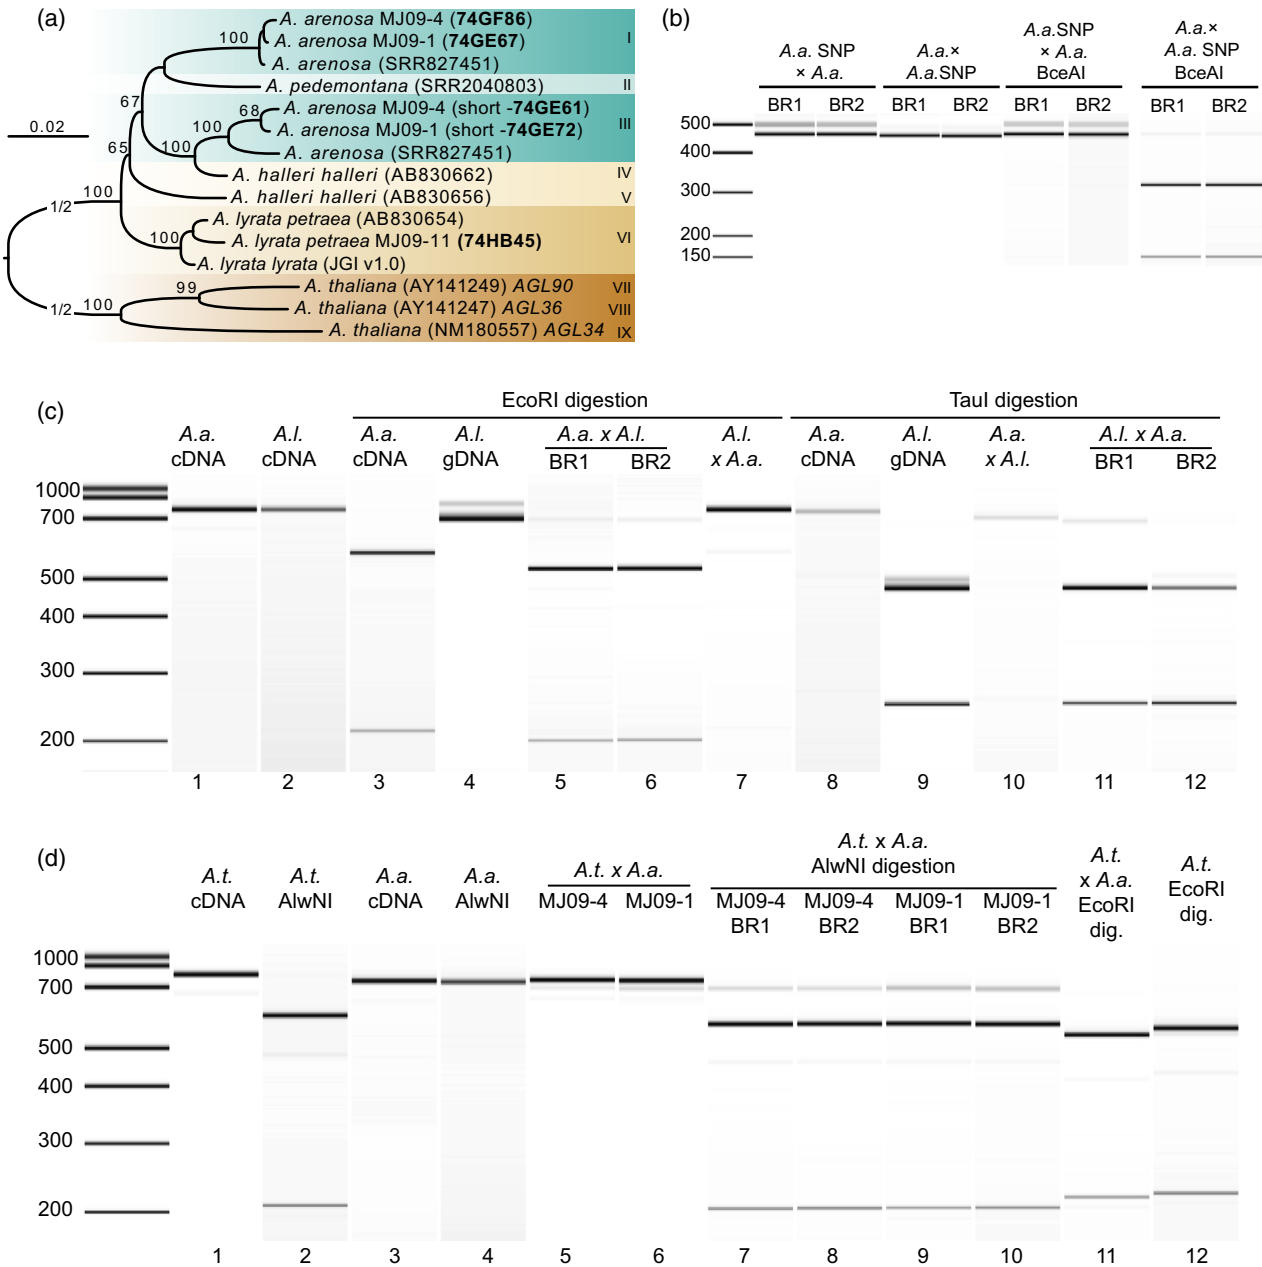 (a)
A. arenosa MJ09-4 (74GF86)
100
A. arenosa MJ09-1 (74GE67)
I
A. arenosa (SRR827451)
A. pedemontana (SRR2040803)
II
67
68
A. arenosa MJ09-4 (short -74GE61)
0.02
100
A. arenosa MJ09-1 (short -74GE72)
III
65
100
A. arenosa (SRR827451)
A. halleri halleri (AB830662)
IV
100
A. halleri halleri (AB830656)
V
1/2
A. lyrata petraea (AB830654)
100
A. lyrata petraea MJ09-11 (74HB45)
VI
A. lyrata lyrata (JGI v1.0)
99
A. thaliana (AY141249) AGL90
VII
1/2
100
A. thaliana (AY141247) AGL36
VIII
A. thaliana (NM180557) AGL34
IX
(b)
A.a. SNP
× A.a.
A.a.×
A.a.SNP
A.a.SNP
× A.a.
BceAI
A.a.×
A.a. SNP
BceAI
BR1 BR2 BR1 BR2 BR1 BR2 BR1 BR2
500
400
300
200
150
(c)
EcoRI digestion
TauI digestion
A.a.
cDNA
A.l.
cDNA
A.a.
cDNA
A.l.
gDNA
A.a. x A.l.
BR1 BR2
A.l.
x A.a.
A.a.
cDNA
A.l.
gDNA
A.a.
x A.l.
A.l. x A.a.
BR1 BR2
1000
700
500
400
300
200
1 2 3 4 5 6 7 8 9 10 11 12
(d)
A.t.
cDNA
A.t.
AlwNI
A.a.
cDNA
A.a.
AlwNI
A.t. x A.a.
MJ09-4 MJ09-1
A.t. x A.a.
AlwNI digestion
MJ09-4
BR1
MJ09-4
BR2
MJ09-1
BR1
MJ09-1
BR2
A.t.
x A.a.
EcoRI
dig.
A.t.
EcoRI
dig.
1000
700
500
400
300
200
1 2 3 4 5 6 7 8 9 10 11 12